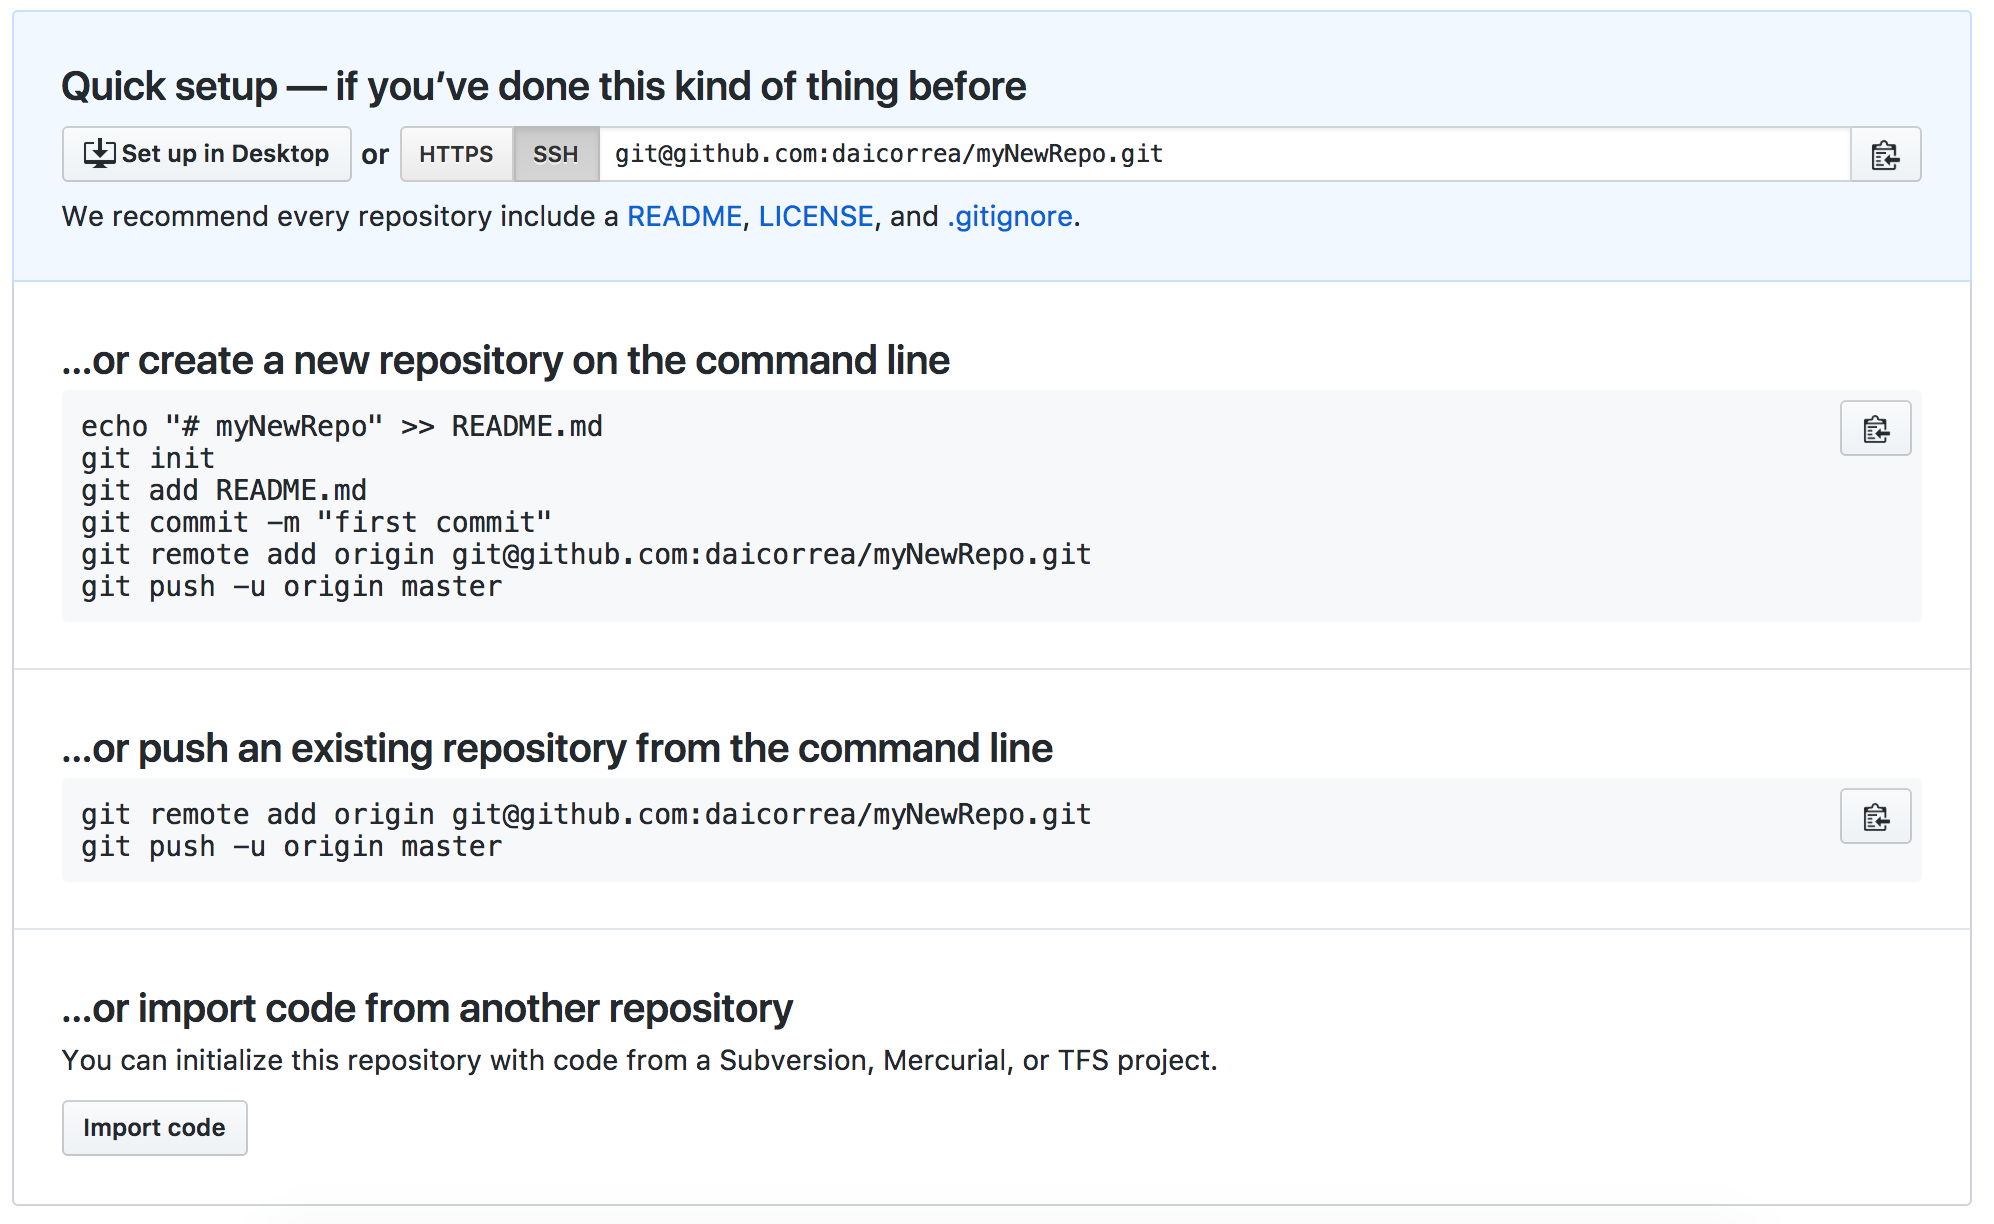 Quick setup — if you’ve done this kind of thing before
Set up in Desktop or HTTPS SSH git@github.com:daicorrea/myNewRepo.git
We recommend every repository include a README, LICENSE, and .gitignore.
…or create a new repository on the command line
echo "# myNewRepo" >> README.md
git init
git add README.md
git commit -m "first commit"
git remote add origin git@github.com:daicorrea/myNewRepo.git
git push -u origin master
…or push an existing repository from the command line
git remote add origin git@github.com:daicorrea/myNewRepo.git
git push -u origin master
…or import code from another repository
You can initialize this repository with code from a Subversion, Mercurial, or TFS project.
Import code